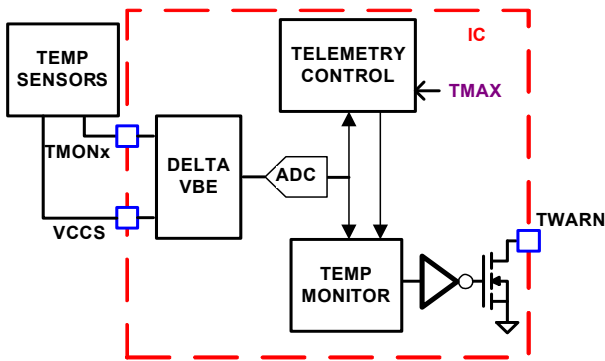 IC
TEMP
SENSORS
TELEMETRY
CONTROL
TMAX
TMONx
DELTA
VBE
ADC
VCCS
TWARN
TEMP
MONITOR